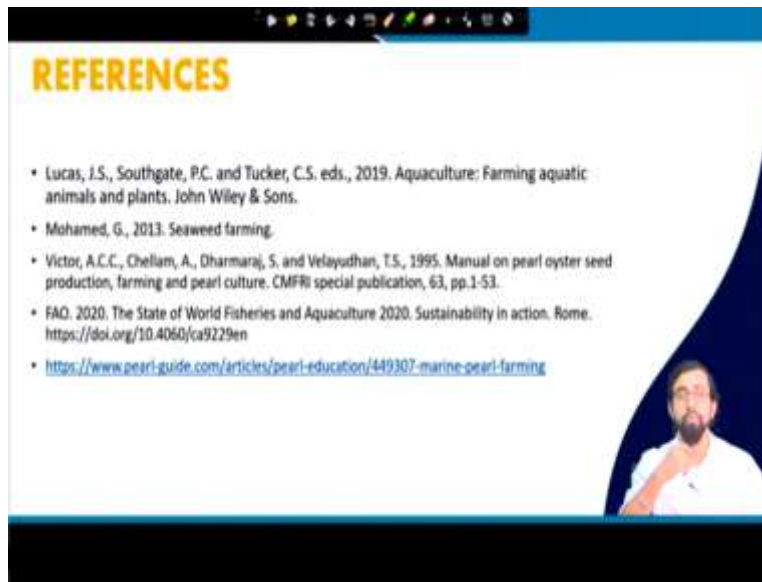 REFERENCES
• Lucas, J.S., Southgate, P.C. and Tucker, C.S. eds., 2019. Aquaculture: Farming aquatic
animals and plants. John Wiley & Sons.
• Mohamed, G., 2013. Seaweed farming.
• Victor, A.C.C., Chellam, A., Dharmaraj, S. and Velayudhan, T.S., 1995. Manual on pearl oyster seed
production, farming and pearl culture. CMFRI special publication, 63, pp.1-53.
• FAO. 2020. The State of World Fisheries and Aquaculture 2020. Sustainability in action. Rome.
https://doi.org/10.4060/ca9229en
• https://www.pearl-guide.com/articles/pearl-education/449307-marine-pearl-farming